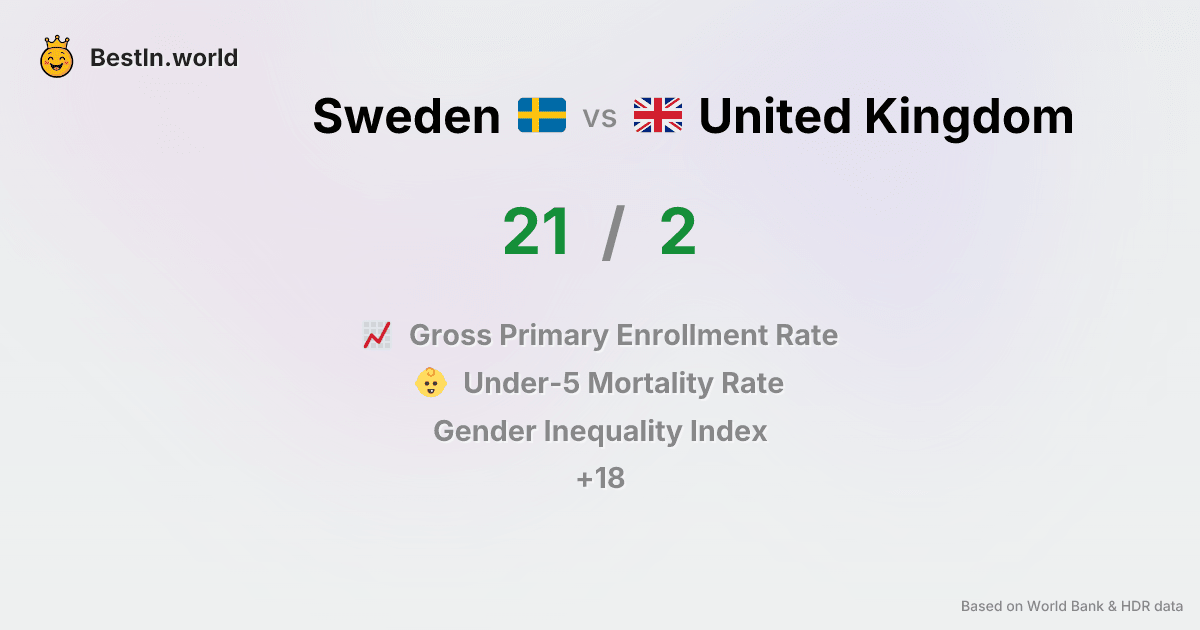 BestIn.world
Sweden vs United Kingdom
21 / 2
Gross Primary Enrollment Rate
Under-5 Mortality Rate
Gender Inequality Index
+18
Based on World Bank & HDR data